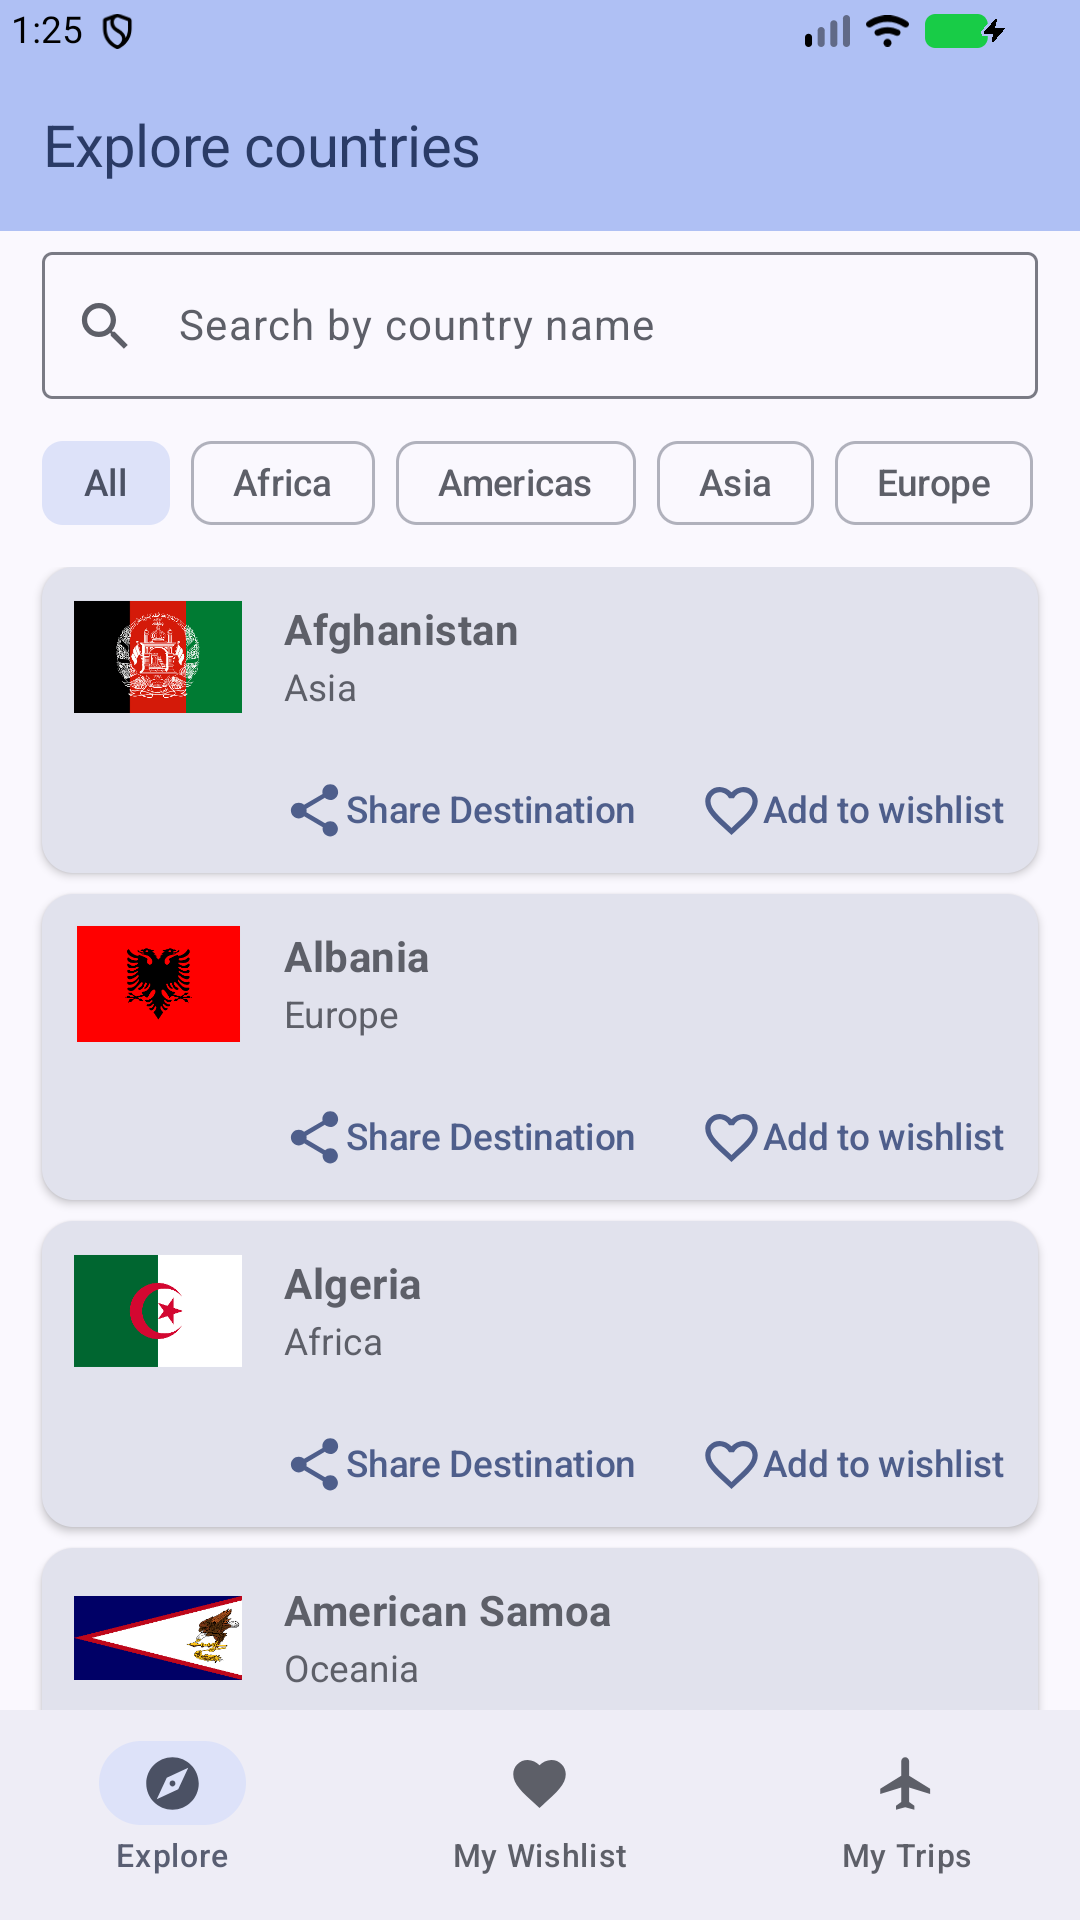 1:25
Explore countries
Search by country name
All Africa Americas Asia Europe
Afghanistan
Asia
Share Destination Add to wishlist
Albania
Europe
Share Destination Add to wishlist
Algeria
Africa
Share Destination Add to wishlist
American Samoa
Oceania
Explore My Wishlist My Trips